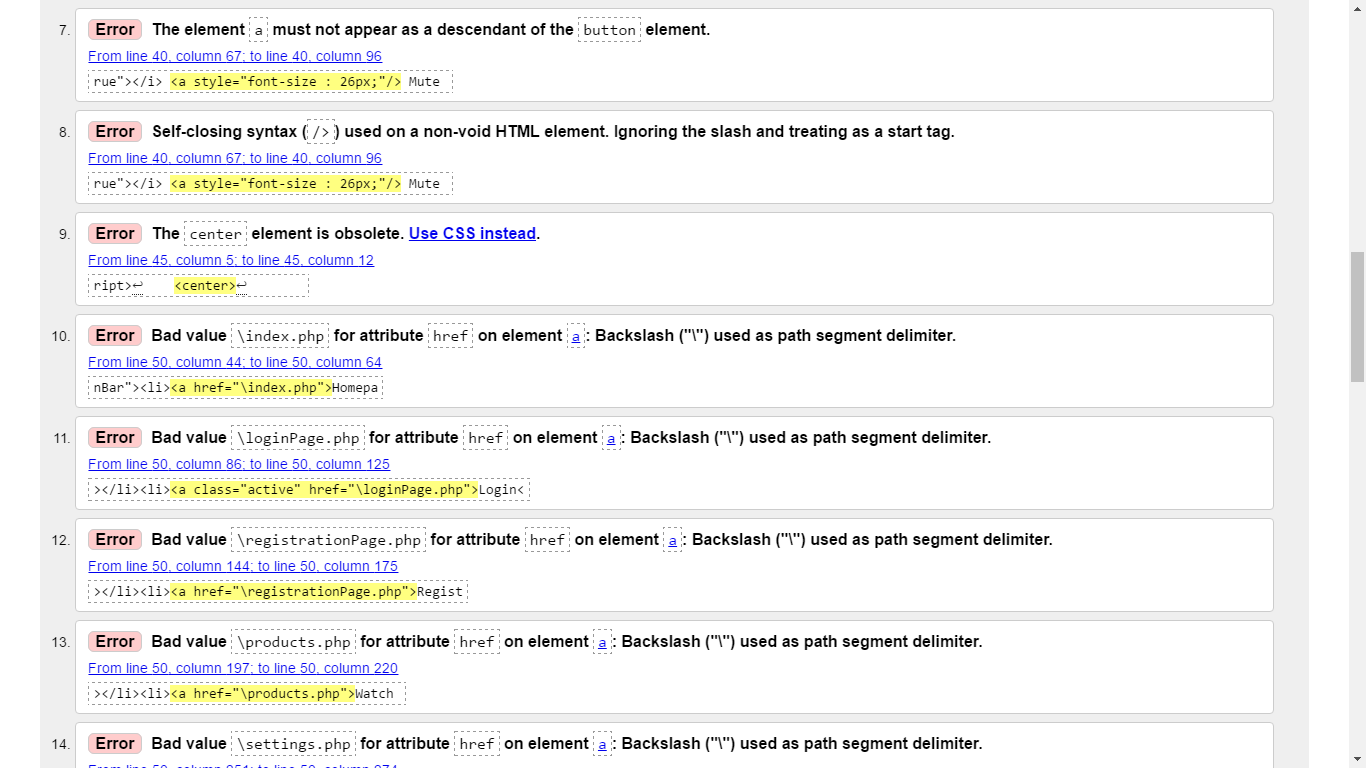 7. Error The element a must not appear as a descendant of the button element.
From line 40, column 67; to line 40, column 96
rue"></i> <a style="font-size : 26px;"/> Mute
8. Error Self-closing syntax (/>) used on a non-void HTML element. Ignoring the slash and treating as a start tag.
From line 40, column 67; to line 40, column 96
rue"></i> <a style="font-size : 26px;"/> Mute
9. Error The center element is obsolete. Use CSS instead.
From line 45, column 5; to line 45, column 12
ript>↩ <center>↩
10. Error Bad value \index.php for attribute href on element a: Backslash ("\") used as path segment delimiter.
From line 50, column 44; to line 50, column 64
nBar"><li><a href="\index.php">Homepa
11. Error Bad value \loginPage.php for attribute href on element a: Backslash ("\") used as path segment delimiter.
From line 50, column 86; to line 50, column 125
></li><li><a class="active" href="\loginPage.php">Login<
12. Error Bad value \registrationPage.php for attribute href on element a: Backslash ("\") used as path segment delimiter.
From line 50, column 144; to line 50, column 175
></li><li><a href="\registrationPage.php">Regist
13. Error Bad value \products.php for attribute href on element a: Backslash ("\") used as path segment delimiter.
From line 50, column 197; to line 50, column 220
></li><li><a href="\products.php">Watch
14. Error Bad value \settings.php for attribute href on element a: Backslash ("\") used as path segment delimiter.